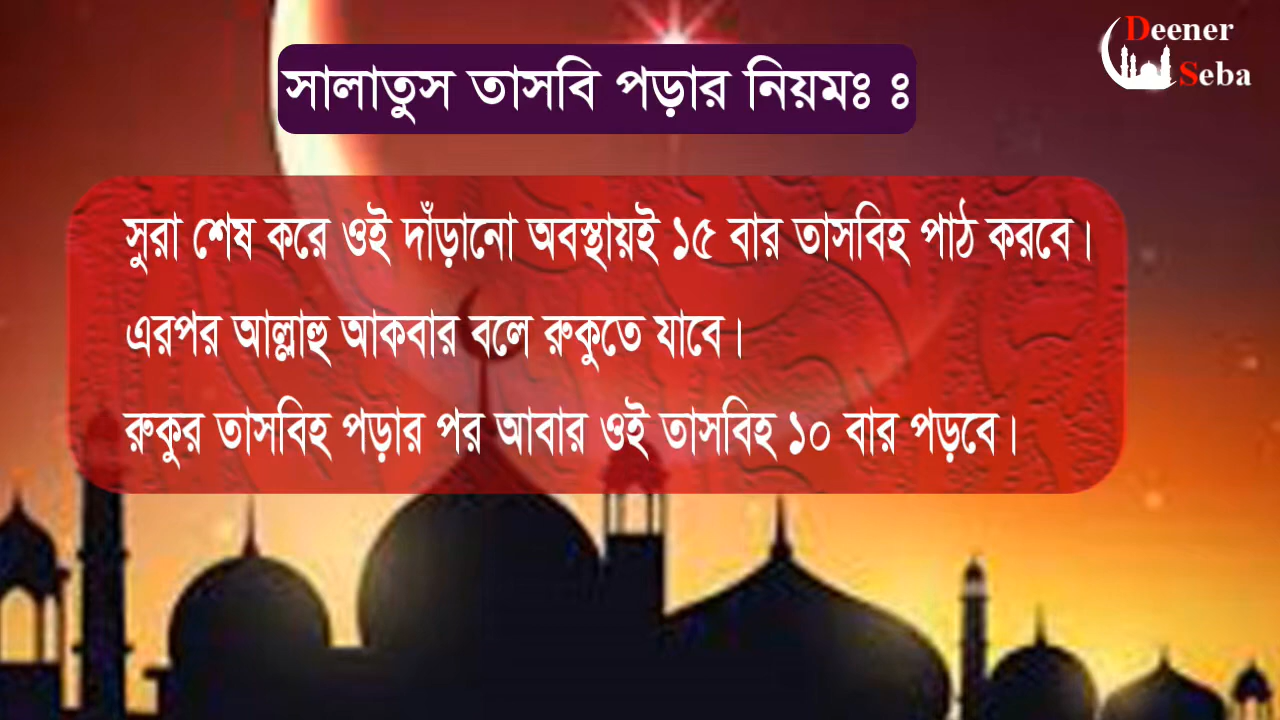 Deener
Seba
সালাতুস তাসবি পড়ার নিয়মঃ ঃ
সুরা শেষ করে ওই দাঁড়ানো অবস্থায়ই ১৫ বার তাসবিহ পাঠ করবে।
এরপর আল্লাহু আকবার বলে রুকুতে যাবে।
রুকুর তাসবিহ পড়ার পর আবার ওই তাসবিহ ১০ বার পড়বে।